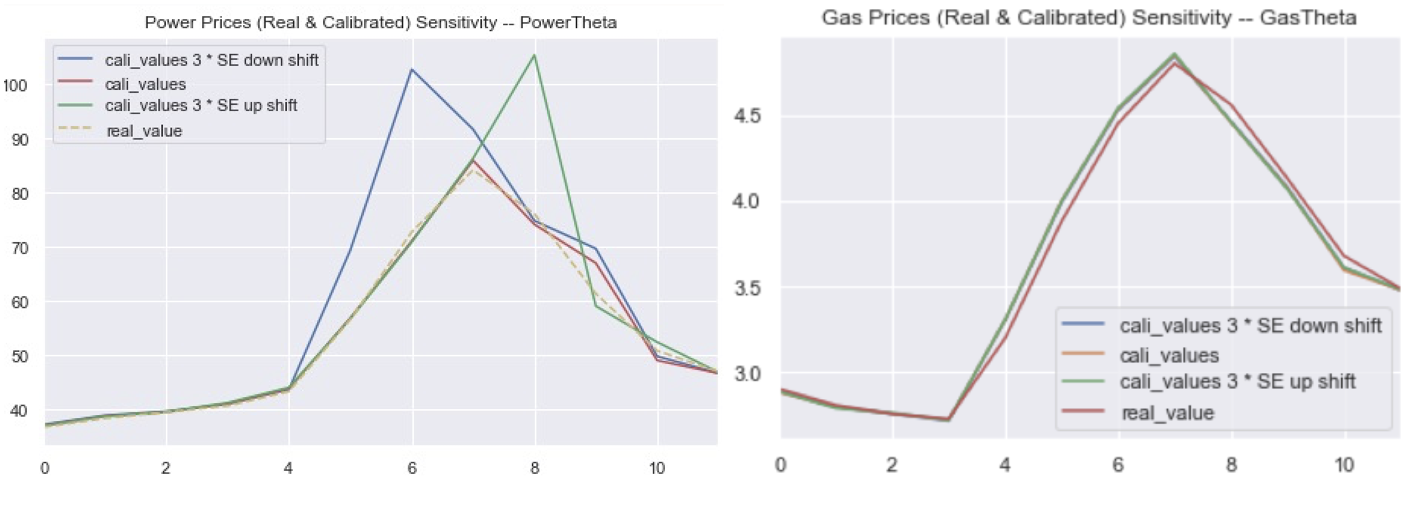 Power Prices (Real & Calibrated) Sensitivity -- PowerTheta
cali_values 3 * SE down shift
cali_values
cali_values 3 * SE up shift
real_value
100
90
80
70
60
50
40
0 2 4 6 8 10
Gas Prices (Real & Calibrated) Sensitivity -- GasTheta
4.5
4.0
3.5
3.0
cali_values 3 * SE down shift
cali_values
cali_values 3 * SE up shift
real_value
0 2 4 6 8 10